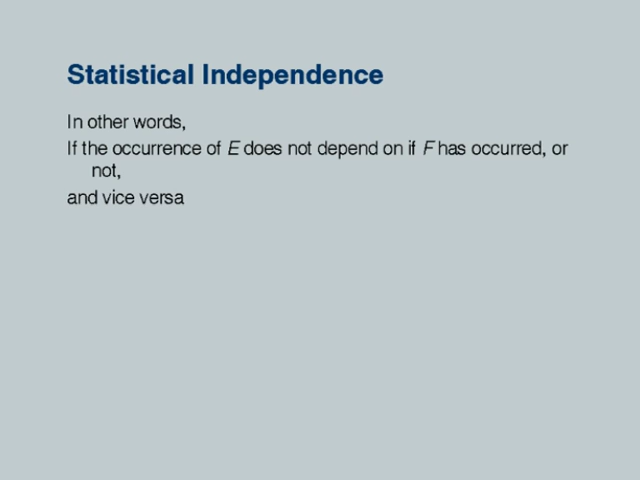 Statistical Independence
In other words,
If the occurrence of E does not depend on if F has occurred, or
not,
and vice versa